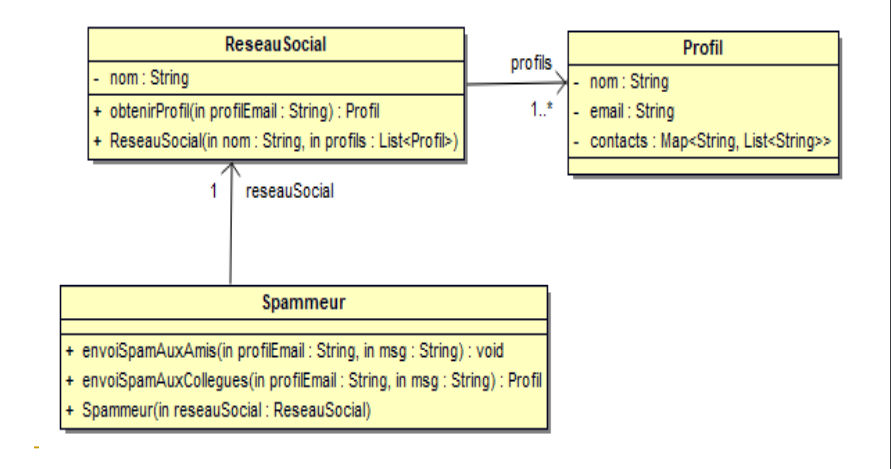 ReseauSocial
- nom : String
+ obtenirProfil(in profilEmail : String) : Profil
+ ReseauSocial(in nom : String, in profils : List<Profil>)
profils
1..*
Profil
- nom : String
- email : String
- contacts : Map<String, List<String>>
1 reseauSocial
Spammeur
+ envoiSpamAuxAmis(in profilEmail : String, in msg : String) : void
+ envoiSpamAuxCollegues(in profilEmail : String, in msg : String) : Profil
+ Spammeur(in reseauSocial : ReseauSocial)